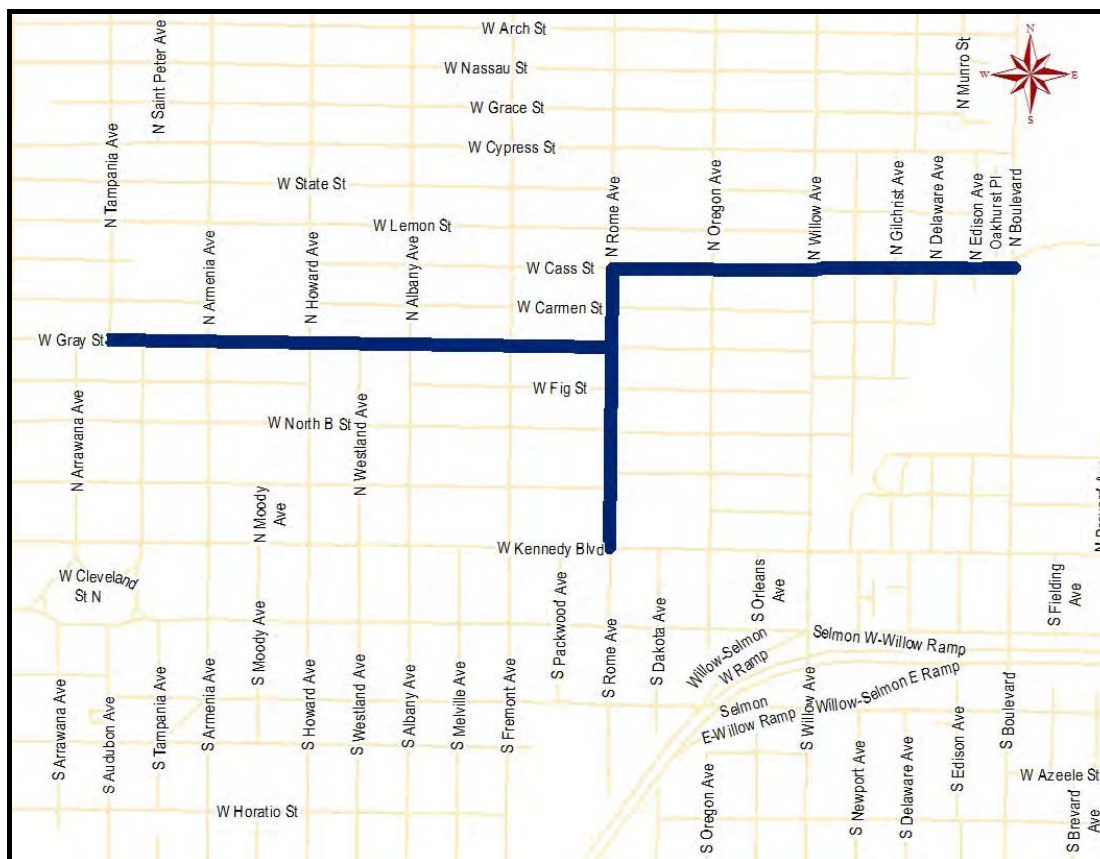 W Arch St
N
W Nassau St
W
E
N Munro St
S
N Saint Peter Ave
W Grace St
W Cypress St
N Tampania Ave
W State St
N Rome Ave
N Oregon Ave
N Willow Ave
N Gilchrist Ave
N Delaware Ave
N Edison Ave
Oakhurst Pl
N Boulevard
W Lemon St
N Armenia Ave
N Howard Ave
N Albany Ave
W Cass St
W Carmen St
W Gray St
W Fig St
N Arrawana Ave
W North B St
N Westland Ave
N Moody
Ave
W Kennedy Blvd
W Cleveland
St N
S Moody Ave
S Packwood Ave
S Rome Ave
S Dakota Ave
S Orleans
Ave
S Fielding
Ave
Willow-Selmon
W Ramp
Selmon W-Willow Ramp
Selmon
E-Willow Ramp
Willow-Selmon E Ramp
S Arrawana Ave
S Audubon Ave
S Tampania Ave
S Armenia Ave
S Howard Ave
S Westland Ave
S Albany Ave
S Melville Ave
S Fremont Ave
S Willow Ave
S Boulevard
S Oregon Ave
S Newport Ave
S Delaware Ave
S Edison Ave
W Azeele St
S Brevard
Ave
W Horatio St